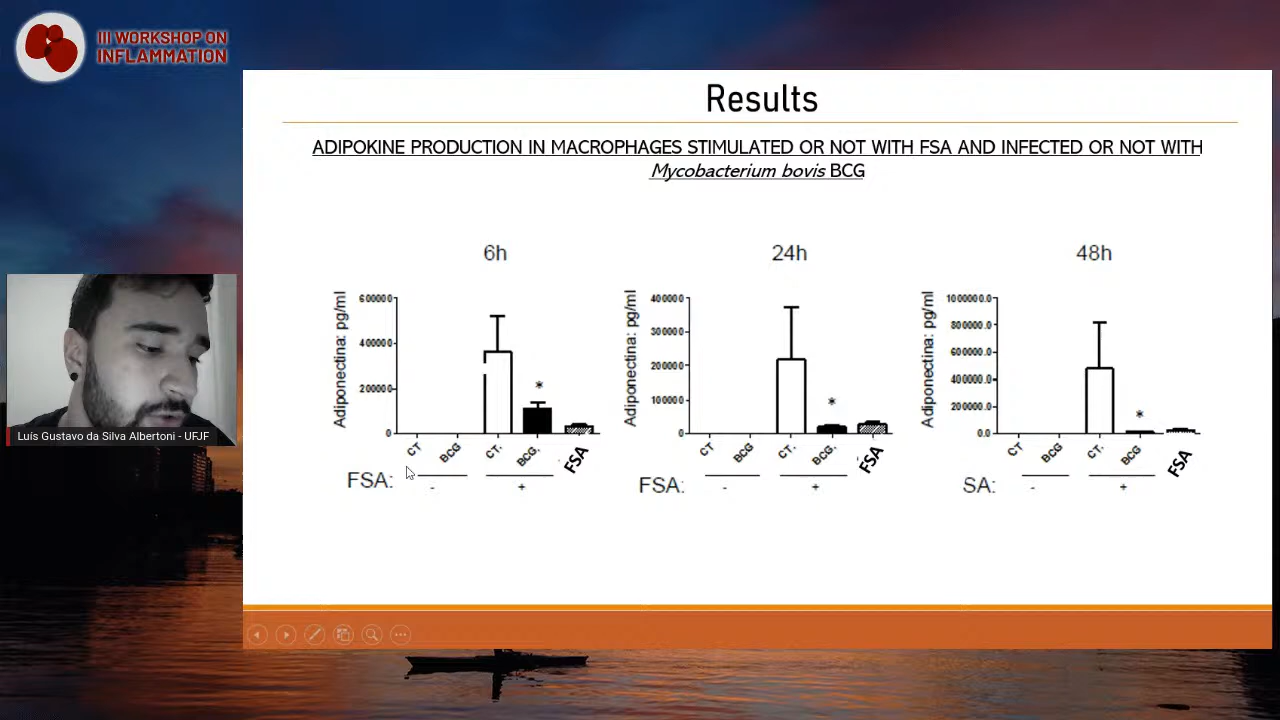 III WORKSHOP ON
INFLAMMATION
Results
ADIPOKINE PRODUCTION IN MACROPHAGES STIMULATED OR NOT WITH FSA AND INFECTED OR NOT WITH
Mycobacterium bovis BCG
6h
Adiponectina: pg/ml
600000
400000
200000
0
CT
BCG
CT.
BCG.
FSA
*
FSA:
-
+
24h
Adiponectina: pg/ml
400000
300000
200000
100000
0
CT
BCG
CT.
BCG.
FSA
*
FSA:
-
+
48h
Adiponectina: pg/ml
1000000.0
800000.0
600000.0
400000.0
200000.0
0.0
CT
BCG
CT.
BCG
FSA
*
SA:
-
+
Luís Gustavo da Silva Albertoni - UFJF